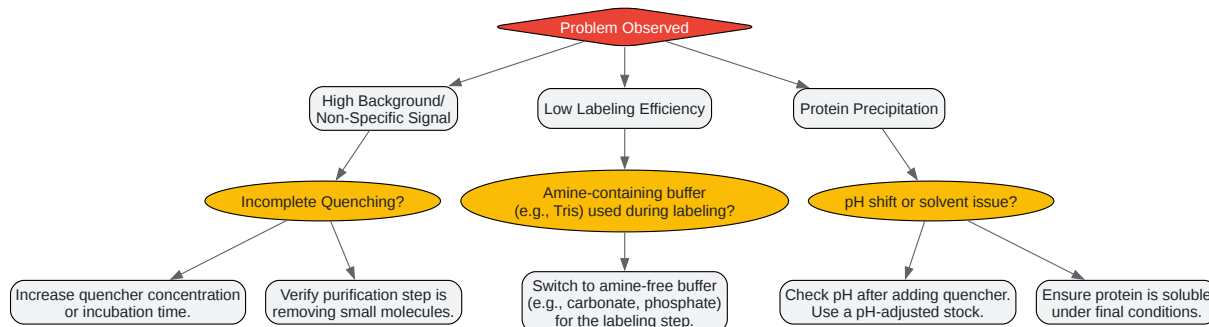 Problem Observed
High Background/
Non-Specific Signal
Low Labeling Efficiency
Protein Precipitation
Incomplete Quenching?
Amine-containing buffer
(e.g., Tris) used during labeling?
pH shift or solvent issue?
Increase quencher concentration
or incubation time.
Verify purification step is
removing small molecules.
Switch to amine-free buffer
(e.g., carbonate, phosphate)
for the labeling step.
Check pH after adding quencher.
Use a pH-adjusted stock.
Ensure protein is soluble
under final conditions.